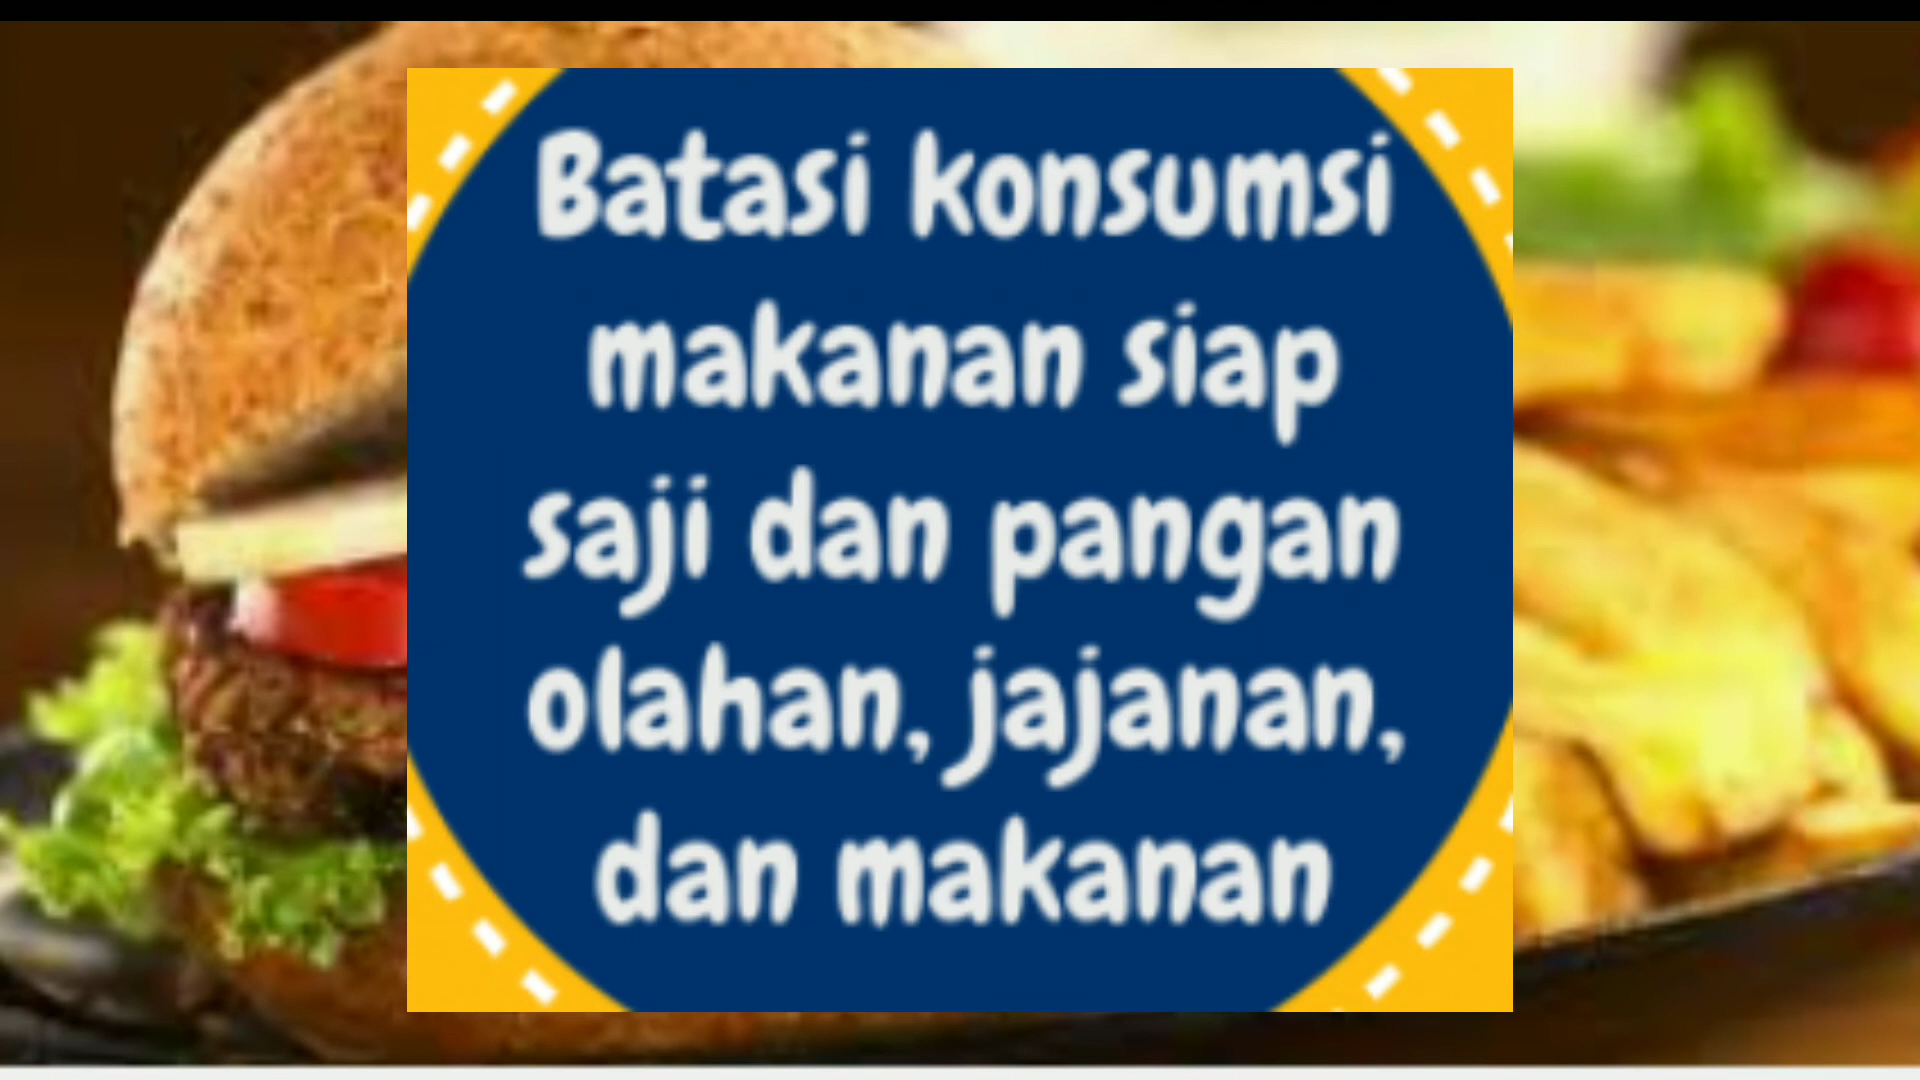 Batasi konsumsi
makanan siap
saji dan pangan
olahan, jajanan,
dan makanan